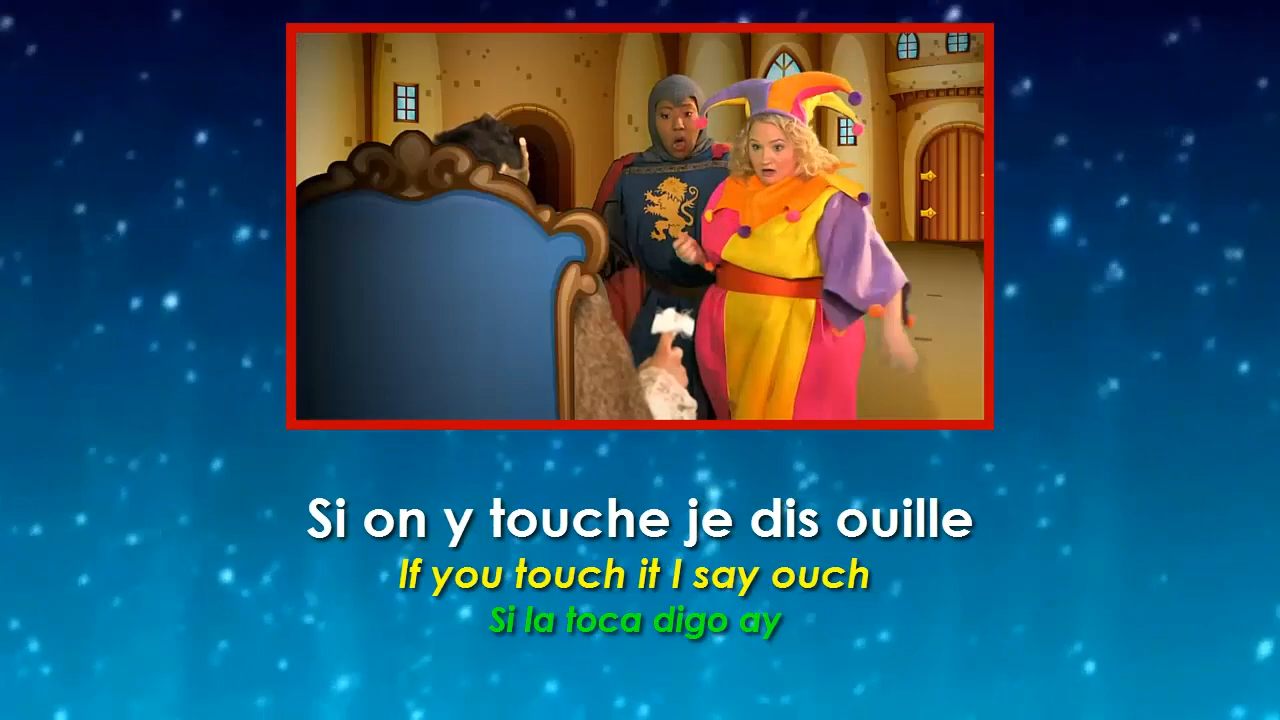 Si on y touche je dis ouille
If you touch it I say ouch
Si la toca digo ay